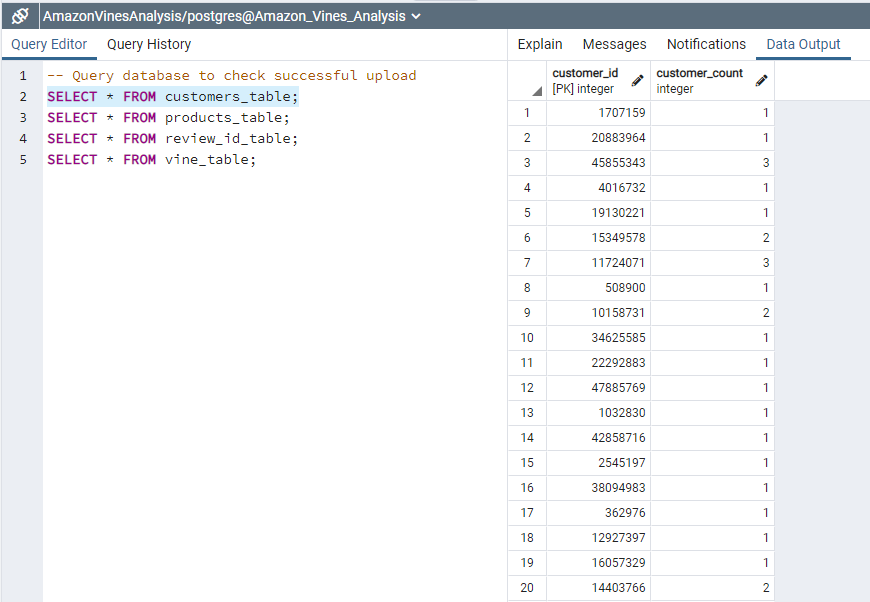 AmazonVinesAnalysis/postgres@Amazon_Vines_Analysis
Query Editor Query History
1 -- Query database to check successful upload
2 SELECT * FROM customers_table;
3 SELECT * FROM products_table;
4 SELECT * FROM review_id_table;
5 SELECT * FROM vine_table;
Explain Messages Notifications Data Output
customer_id customer_count
[PK] integer integer
1 1707159 1
2 20883964 1
3 45855343 3
4 4016732 1
5 19130221 1
6 15349578 2
7 11724071 3
8 508900 1
9 10158731 2
10 34625585 1
11 22292883 1
12 47885769 1
13 1032830 1
14 42858716 1
15 2545197 1
16 38094983 1
17 362976 1
18 12927397 1
19 16057329 1
20 14403766 2